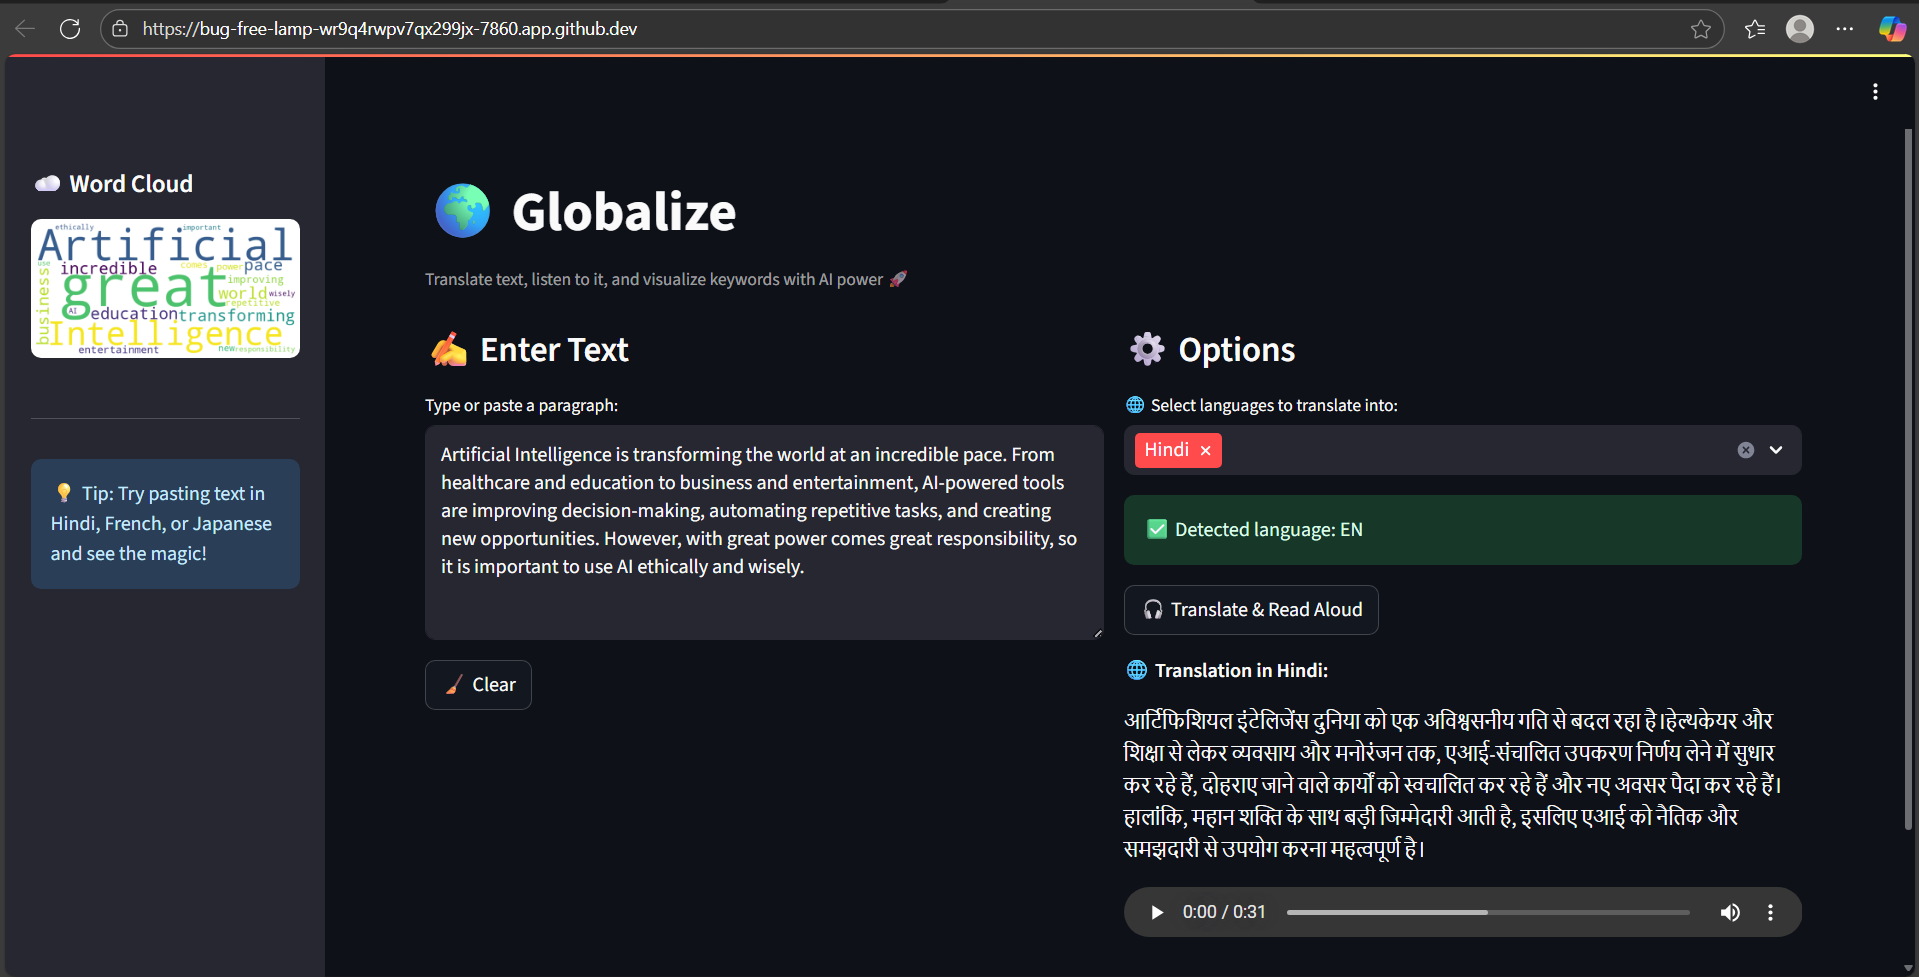 https://bug-free-lamp-wr9q4rwpv7qx299jx-7860.app.github.dev
Word Cloud
ethically
important
Artificial
use
incredible
comes
power
pace
great
improving
world
wisely
repetitive
business
AI
education
transforming
Intelligence
entertainment
new
responsibility
Tip: Try pasting text in
Hindi, French, or Japanese
and see the magic!
Globalize
Translate text, listen to it, and visualize keywords with AI power
Enter Text
Type or paste a paragraph:
Artificial Intelligence is transforming the world at an incredible pace. From
healthcare and education to business and entertainment, AI-powered tools
are improving decision-making, automating repetitive tasks, and creating
new opportunities. However, with great power comes great responsibility, so
it is important to use AI ethically and wisely.
Clear
Options
Select languages to translate into:
Hindi ×
Detected language: EN
Translate & Read Aloud
Translation in Hindi:
आर्टिफिशियल इंटेलिजेंस दुनिया को एक अविश्वसनीय गति से बदल रहा है।हेल्थकेयर और
शिक्षा से लेकर व्यवसाय और मनोरंजन तक, एआई-संचालित उपकरण निर्णय लेने में सुधार
कर रहे हैं, दोहराए जाने वाले कार्यों को स्वचालित कर रहे हैं और नए अवसर पैदा कर रहे हैं।
हालांकि, महान शक्ति के साथ बड़ी जिम्मेदारी आती है, इसलिए एआई को नैतिक और
समझदारी से उपयोग करना महत्वपूर्ण है।
0:00 / 0:31